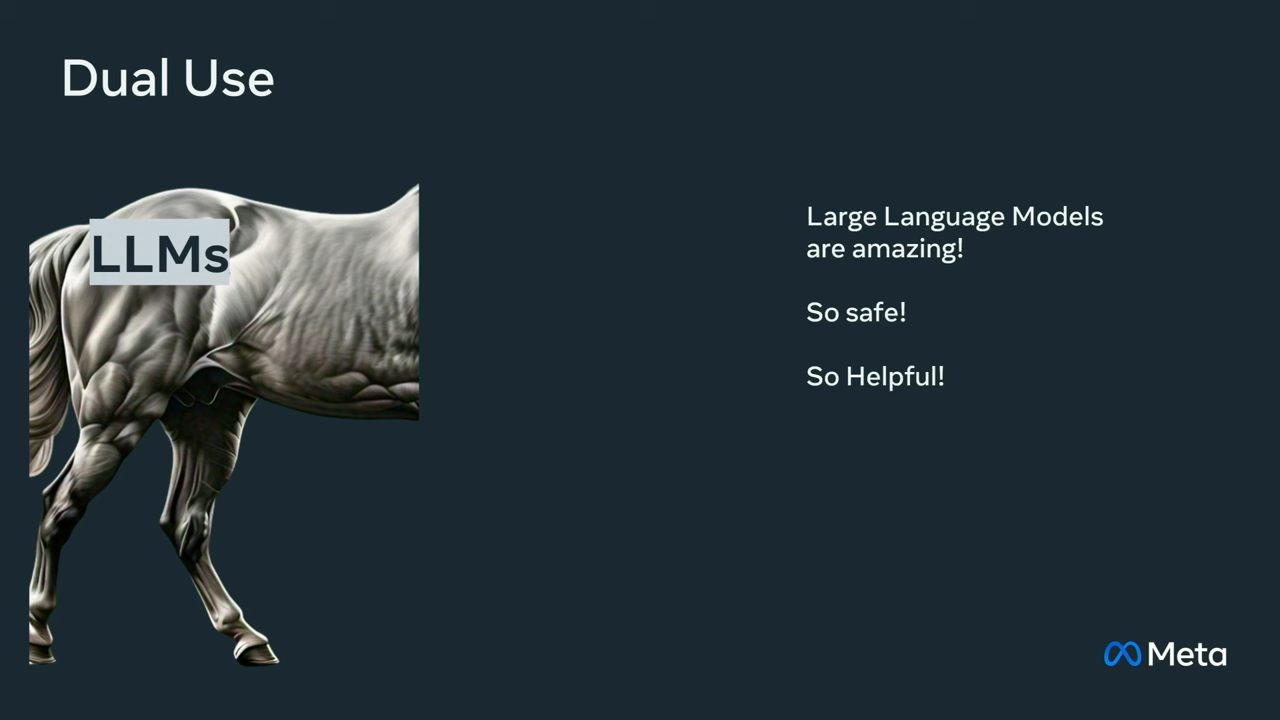 Dual Use
LLMs
Large Language Models
are amazing!
So safe!
So Helpful!
Meta